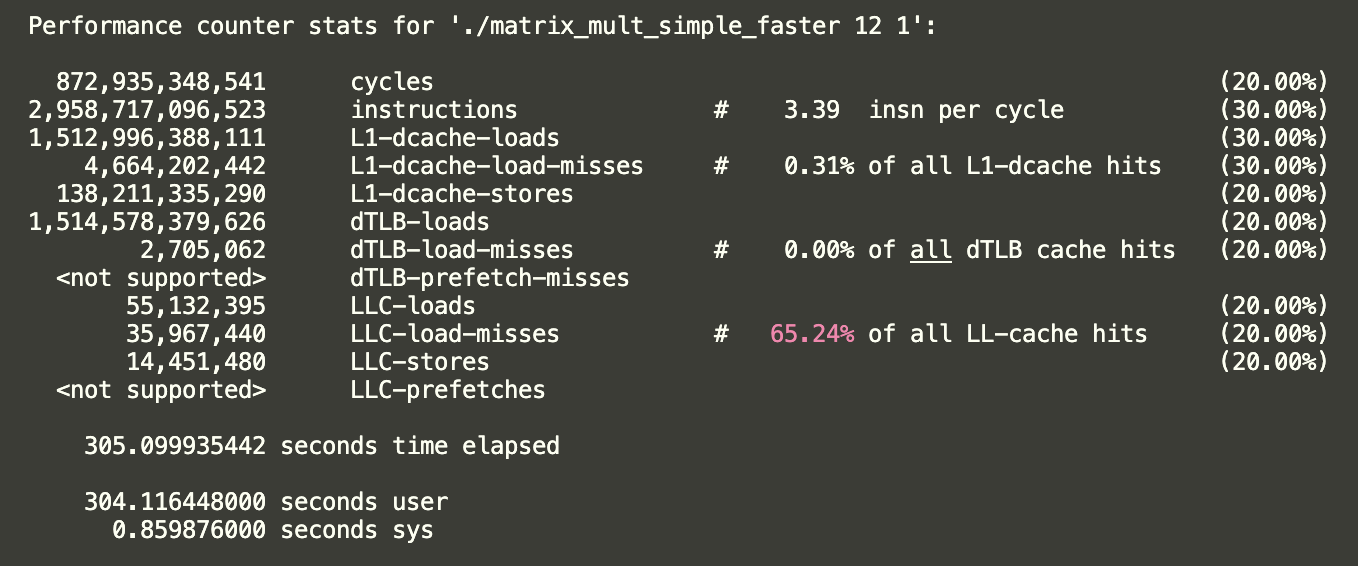 Performance counter stats for './matrix_mult_simple_faster 12 1':
872,935,348,541 cycles (20.00%)
2,958,717,096,523 instructions # 3.39 insn per cycle (30.00%)
1,512,996,388,111 L1-dcache-loads (30.00%)
4,664,202,442 L1-dcache-load-misses # 0.31% of all L1-dcache hits (30.00%)
138,211,335,290 L1-dcache-stores (20.00%)
1,514,578,379,626 dTLB-loads (20.00%)
2,705,062 dTLB-load-misses # 0.00% of all dTLB cache hits (20.00%)
<not supported> dTLB-prefetch-misses
55,132,395 LLC-loads (20.00%)
35,967,440 LLC-load-misses # 65.24% of all LL-cache hits (20.00%)
14,451,480 LLC-stores (20.00%)
<not supported> LLC-prefetches
305.099935442 seconds time elapsed
304.116448000 seconds user
0.859876000 seconds sys